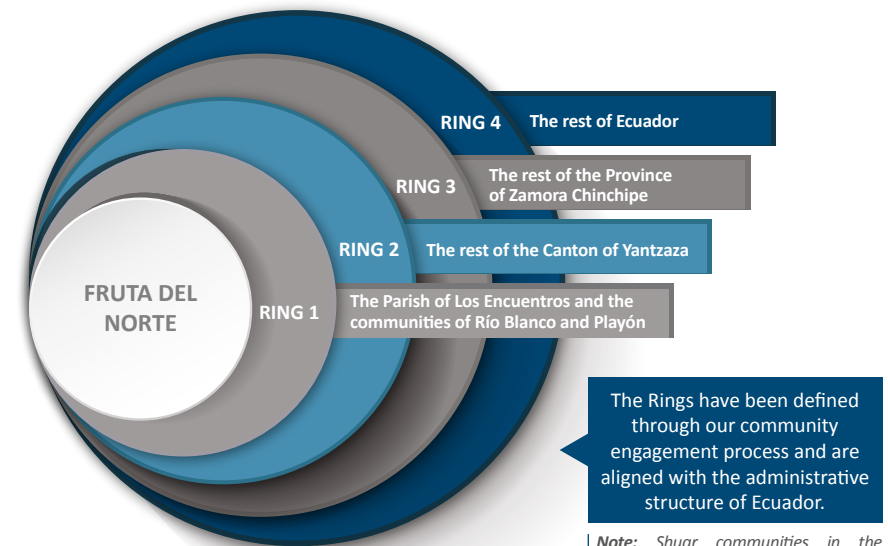 RING 4
The rest of Ecuador
RING 3
The rest of the Province
of Zamora Chinchipe
RING 2
The rest of the Canton of Yantzaza
FRUTA DEL
NORTE
RING 1
The Parish of Los Encuentros and the
communities of Río Blanco and Playón
The Rings have been defined
through our community
engagement process and are
aligned with the administrative
structure of Ecuador.
Note: Shuar communities in the